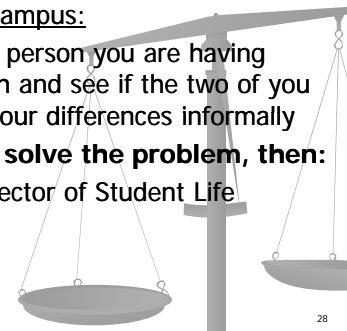 ampus:
person you are having
n and see if the two of you
our differences informally
solve the problem, then:
ector of Student Life
28